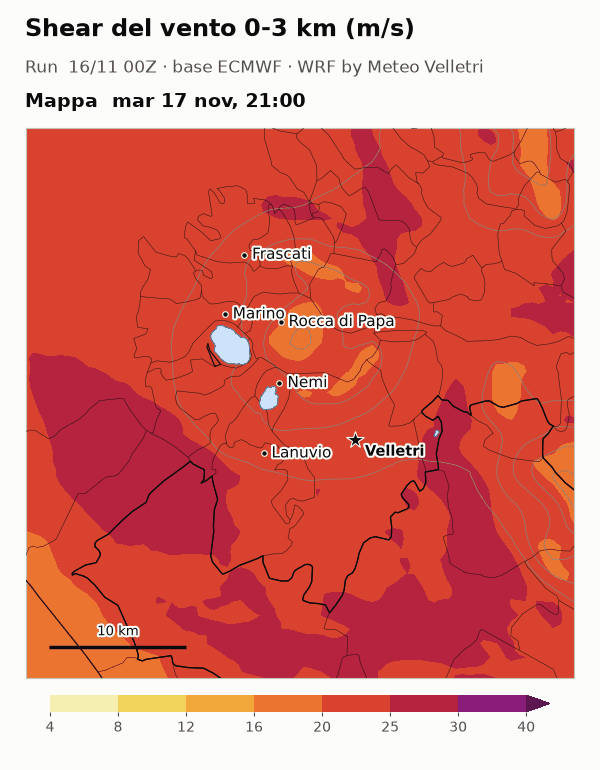 Shear del vento 0-3 km (m/s)
Run  16/11 00Z · base ECMWF · WRF by Meteo Velletri
Mappa  mar 17 nov, 21:00
Frascati
Marino
Rocca di Papa
Nemi
Velletri
Lanuvio
10 km
4 8 12 16 20 25 30 40